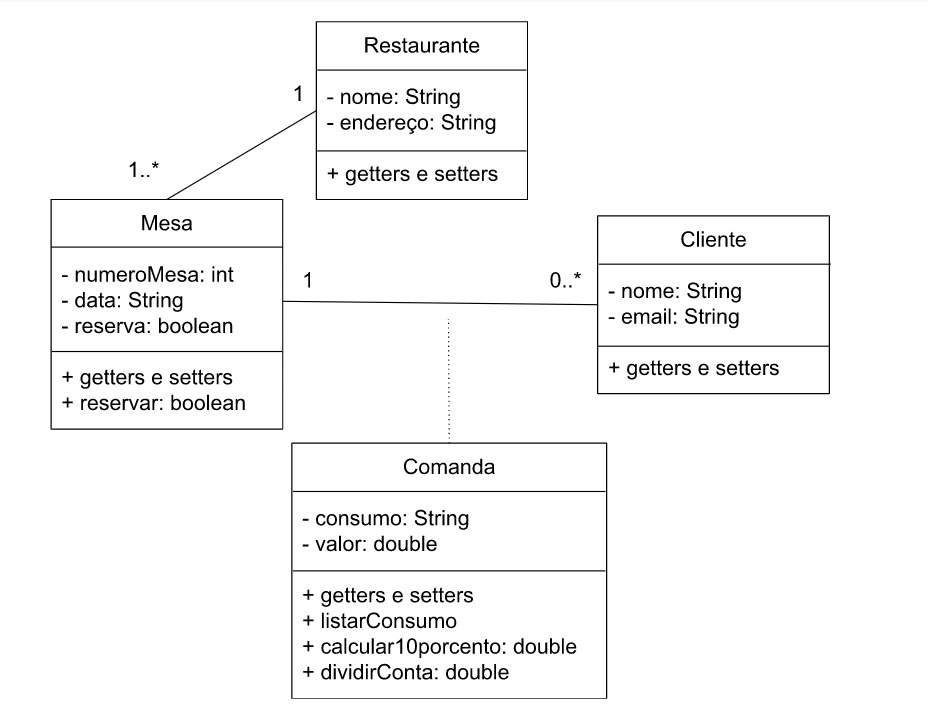 Restaurante
- nome: String
- endereço: String
+ getters e setters
1
1..*
Mesa
- numeroMesa: int
- data: String
- reserva: boolean
+ getters e setters
+ reservar: boolean
1
0..*
Cliente
- nome: String
- email: String
+ getters e setters
Comanda
- consumo: String
- valor: double
+ getters e setters
+ listarConsumo
+ calcular10porcento: double
+ dividirConta: double